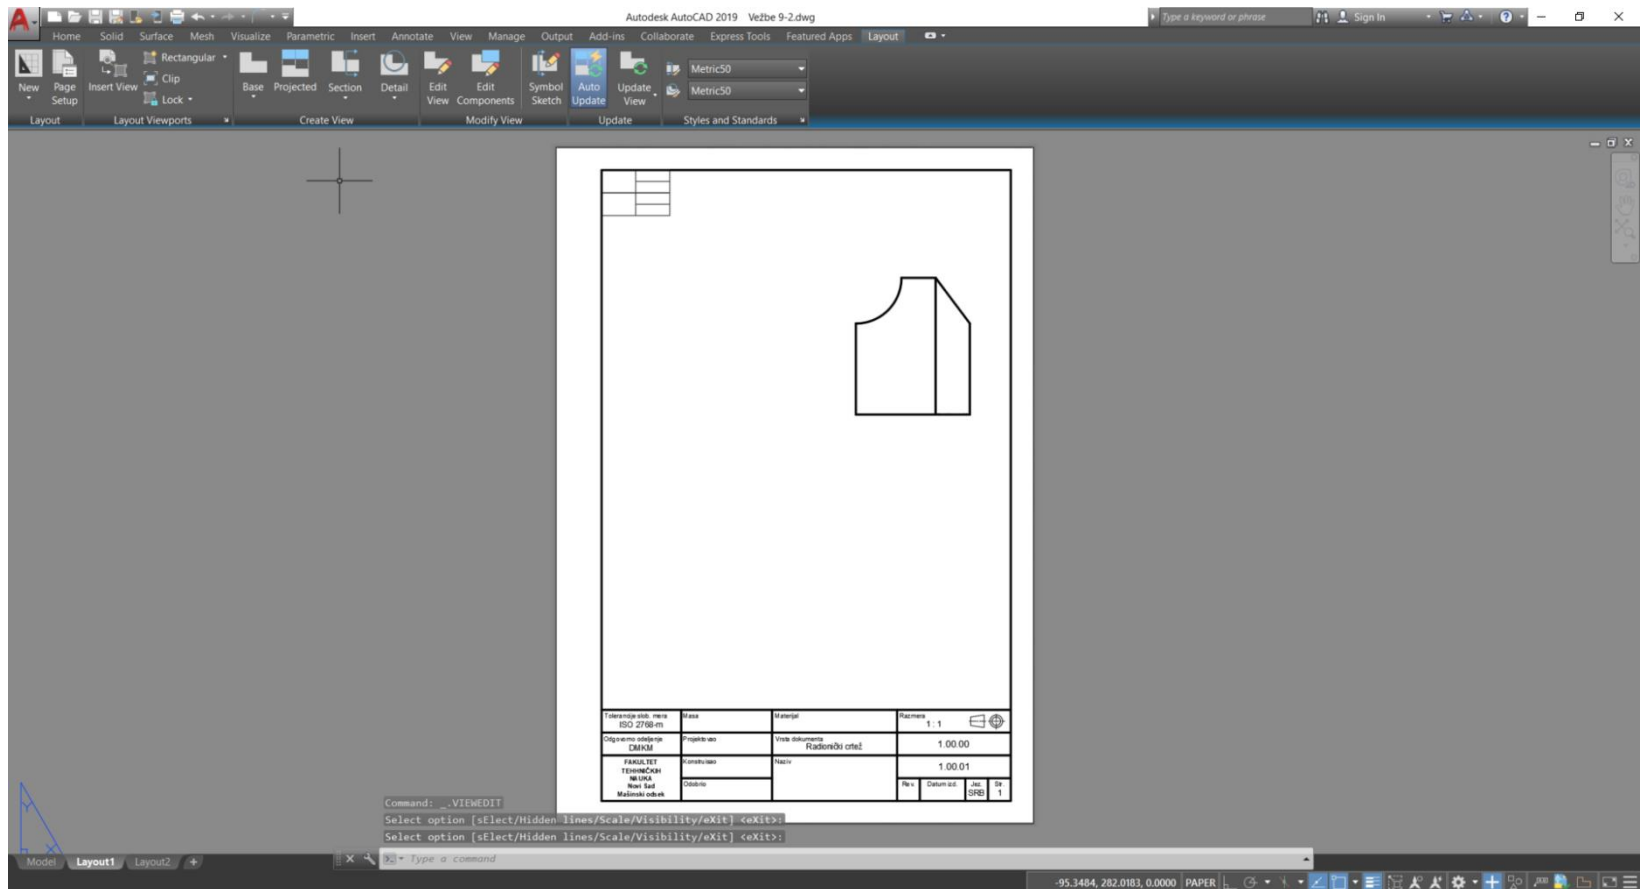 Autodesk AutoCAD 2019 Vežbe 9-2.dwg
Type a keyword or phrase
Sign In
Home Solid Surface Mesh Visualize Parametric Insert Annotate View Manage Output Add-ins Collaborate Express Tools Featured Apps Layout
New
Page Setup
Insert View
Rectangular
Clip
Lock
Base
Projected
Section
Detail
Edit View
Edit Components
Symbol Sketch
Auto Update
Update View
Metric50
Metric50
Layout
Layout Viewports
Create View
Modify View
Update
Styles and Standards
Tolerancije slob. mera
ISO 2768-m
Masa
Materijal
Razmera
1 : 1
Odgovorno odeljenje
DMKM
Projektovao
Vrsta dokumenta
Radionički crtež
1.00.00
FAKULTET
TEHHNIČKIH
NAUKA
Novi Sad
Mašinski odsek
Konstruisao
Naziv
1.00.01
Odobrio
Rev.
Datum izd.
Jez.
SRB
Str.
1
Command: _.VIEWEDIT
Select option [sElect/Hidden lines/Scale/Visibility/eXit] <eXit>:
Select option [sElect/Hidden lines/Scale/Visibility/eXit] <eXit>:
Type a command
Model Layout1 Layout2 +
-95.3484, 282.0183, 0.0000 PAPER